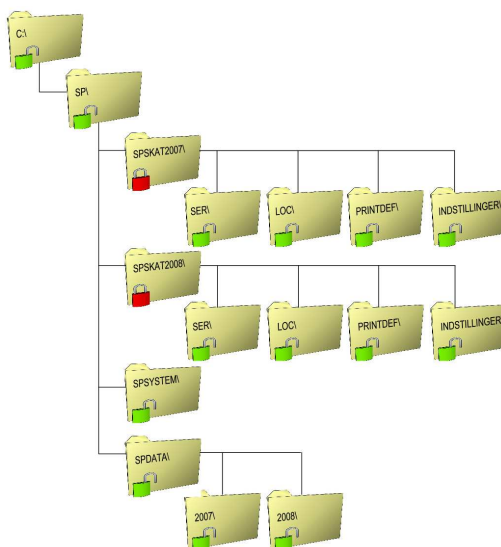 C:\
SP\
SPSKAT2007\
SER\
LOC\
PRINTDEF\
INDSTILLINGER\
SPSKAT2008\
SER\
LOC\
PRINTDEF\
INDSTILLINGER
SPSYSTEM\
SPDATA\
2007\
2008\